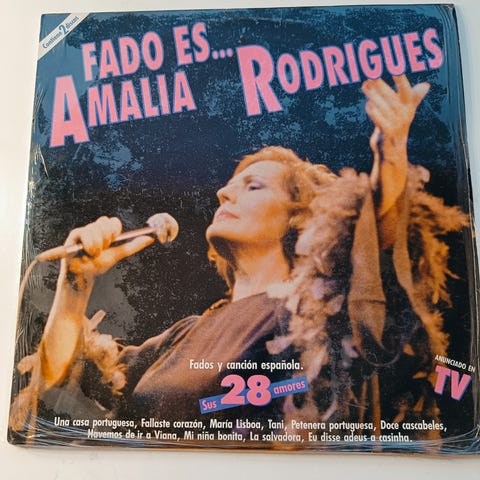 Contiene 2 discos
FADO ES...
AMALIA RODRIGUES
Fados y canción española.
Sus 28 amores
ANUNCIADO EN
TV
Una casa portuguesa, Fallaste corazón, María Lisboa, Tani, Petenera portuguesa, Doce cascabeles,
Havemos de ir a Viana, Mi niña bonita, La salvadora, Eu disse adeus a casinha.